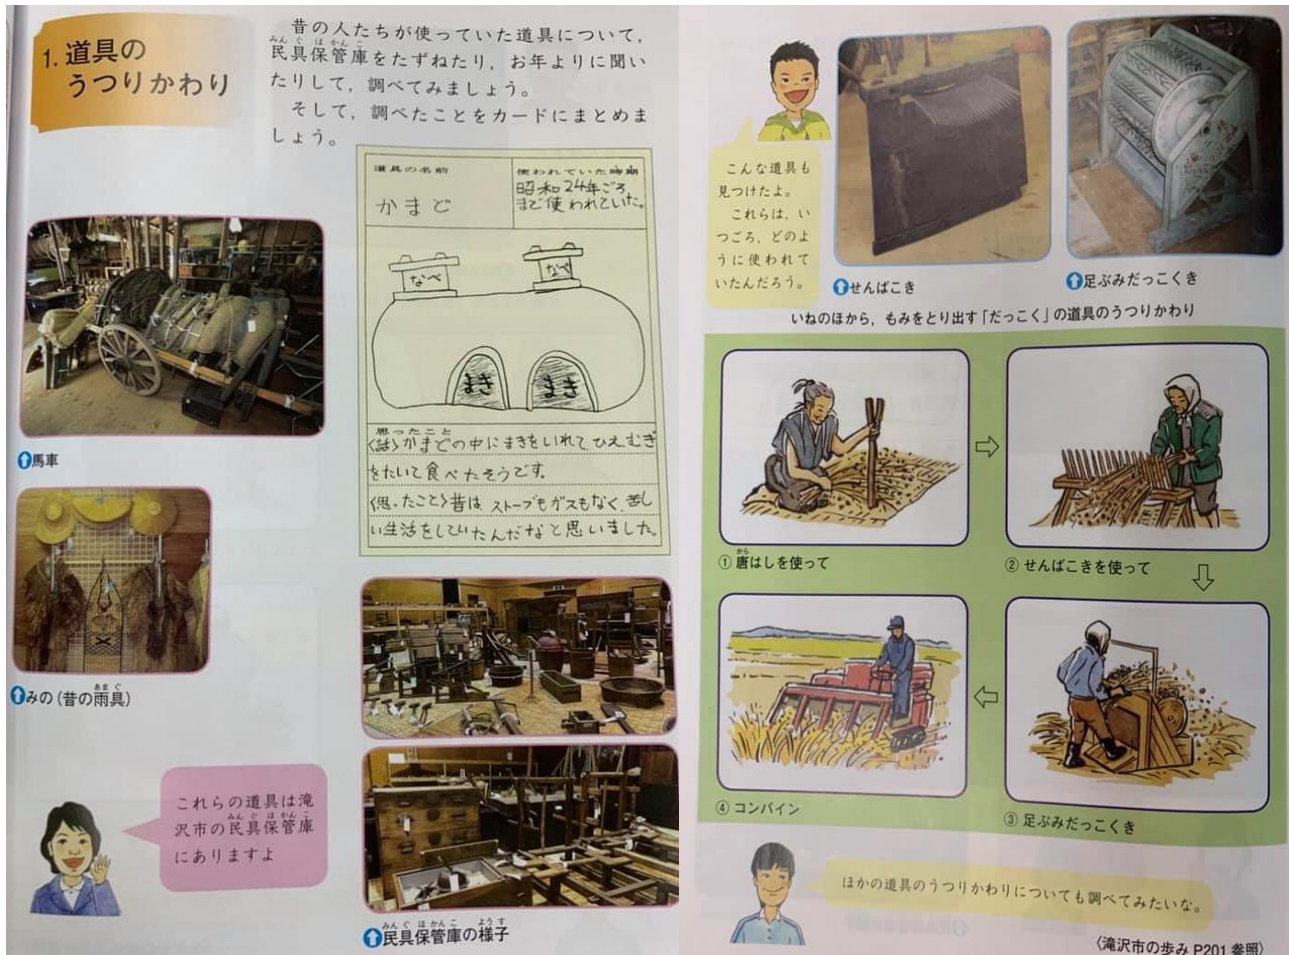 1. 道具の
うつりかわり
昔の人たちが使っていた道具について，
民具保管庫をたずねたり，お年よりに聞い
たりして，調べてみましょう。
そして，調べたことをカードにまとめま
しょう。
道具の名前
かまど
使われていた時期
昭和24年ごろ
まで使われていた。
なべ
なべ
まき
まき
思ったこと
〈話〉かまどの中にまきをいれて、ひえ、むぎ
をたいて食べたそうです。
〈思ったこと〉昔は、ストーブもガスもなく、苦し
い生活をしていたんだなと思いました。
馬車
みの（昔の雨具）
これらの道具は滝
沢市の民具保管庫
にありますよ
民具保管庫の様子
こんな道具も
見つけたよ。
これらは，い
つごろ，どのよ
うに使われて
いたんだろう。
せんばこき
足ぶみだっこくき
いねのほから，もみをとり出す「だっこく」の道具のうつりかわり
① 唐はしを使って
② せんばこきを使って
④ コンバイン
③ 足ぶみだっこくき
ほかの道具のうつりかわりについても調べてみたいな。
〈滝沢市の歩み P201 参照〉